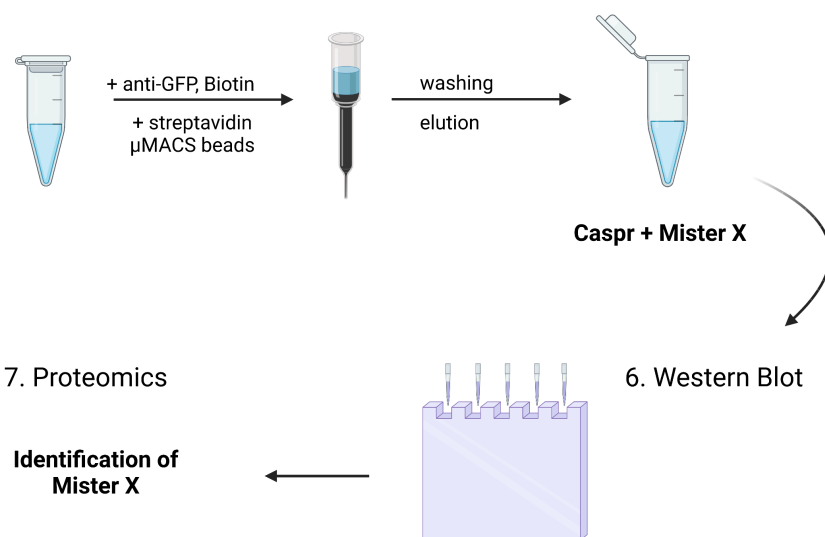 + anti-GFP, Biotin
+ streptavidin
µMACS beads
washing
elution
Caspr + Mister X
6. Western Blot
7. Proteomics
Identification of
Mister X